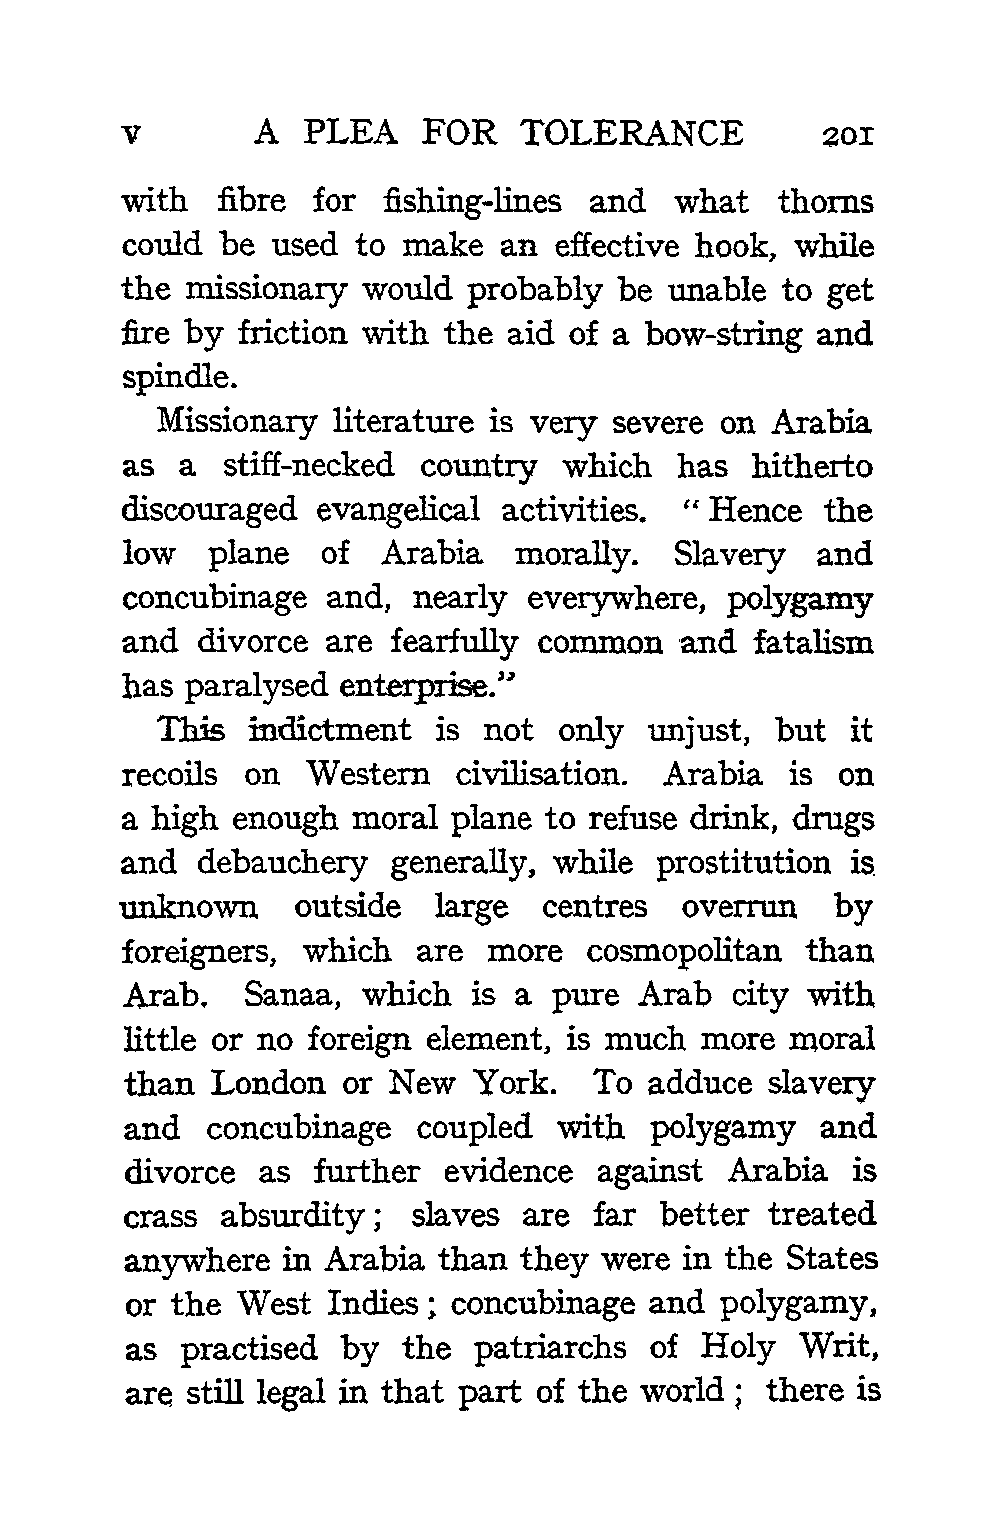 V A PLEA FOR TOLERANCE 201
with fibre for fishing-lines and what thorns
could be used to make an effective hook, while
the missionary would probably be unable to get
fire by friction with the aid of a bow-string and
spindle.
Missionary literature is very severe on Arabia
as a stiff-necked country which has hitherto
discouraged evangelical activities. “ Hence the
low plane of Arabia morally. Slavery and
concubinage and, nearly everywhere, polygamy
and divorce are fearfully common and fatalism
has paralysed enterprise.”
This indictment is not only unjust, but it
recoils on Western civilisation. Arabia is on
a high enough moral plane to refuse drink, drugs
and debauchery generally, while prostitution is
unknown outside large centres overrun by
foreigners, which are more cosmopolitan than
Arab. Sanaa, which is a pure Arab city with
little or no foreign element, is much more moral
than London or New York. To adduce slavery
and concubinage coupled with polygamy and
divorce as further evidence against Arabia is
crass absurdity ; slaves are far better treated
anywhere in Arabia than they were in the States
or the West Indies ; concubinage and polygamy,
as practised by the patriarchs of Holy Writ,
are still legal in that part of the world ; there is